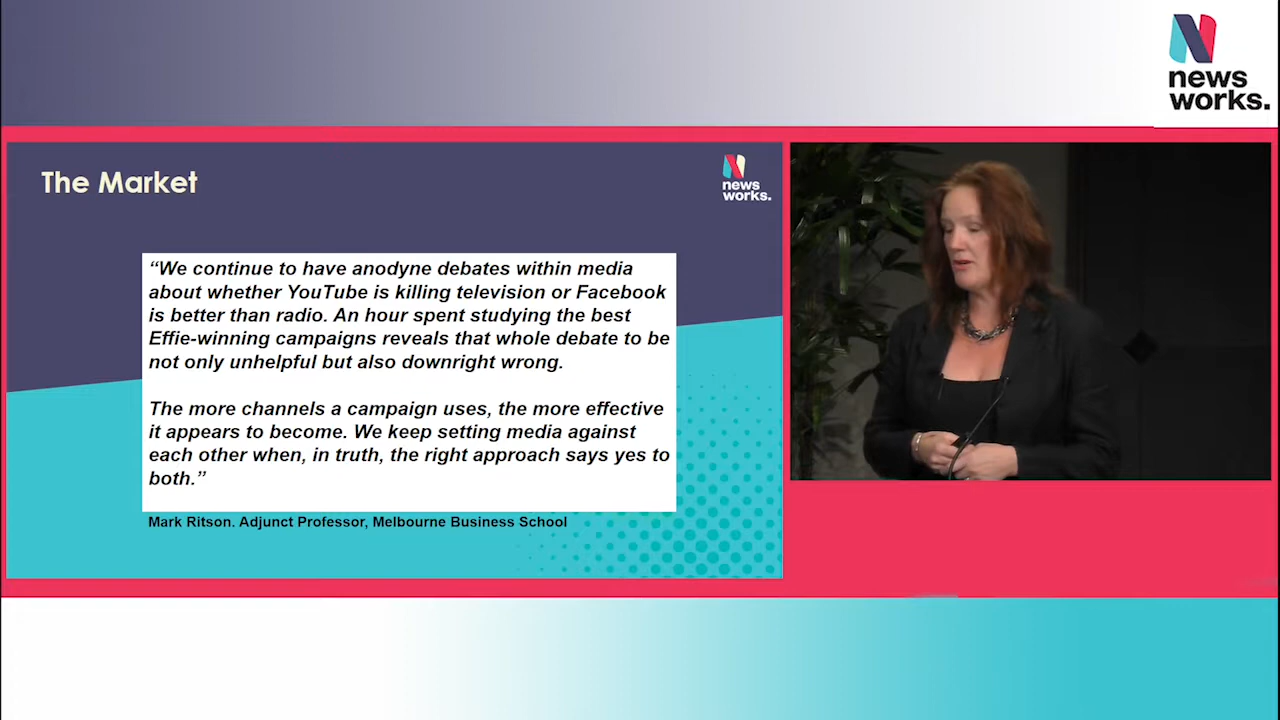 news
works.
The Market
news
works.
“We continue to have anodyne debates within media
about whether YouTube is killing television or Facebook
is better than radio. An hour spent studying the best
Effie-winning campaigns reveals that whole debate to be
not only unhelpful but also downright wrong.
The more channels a campaign uses, the more effective
it appears to become. We keep setting media against
each other when, in truth, the right approach says yes to
both.”
Mark Ritson. Adjunct Professor, Melbourne Business School